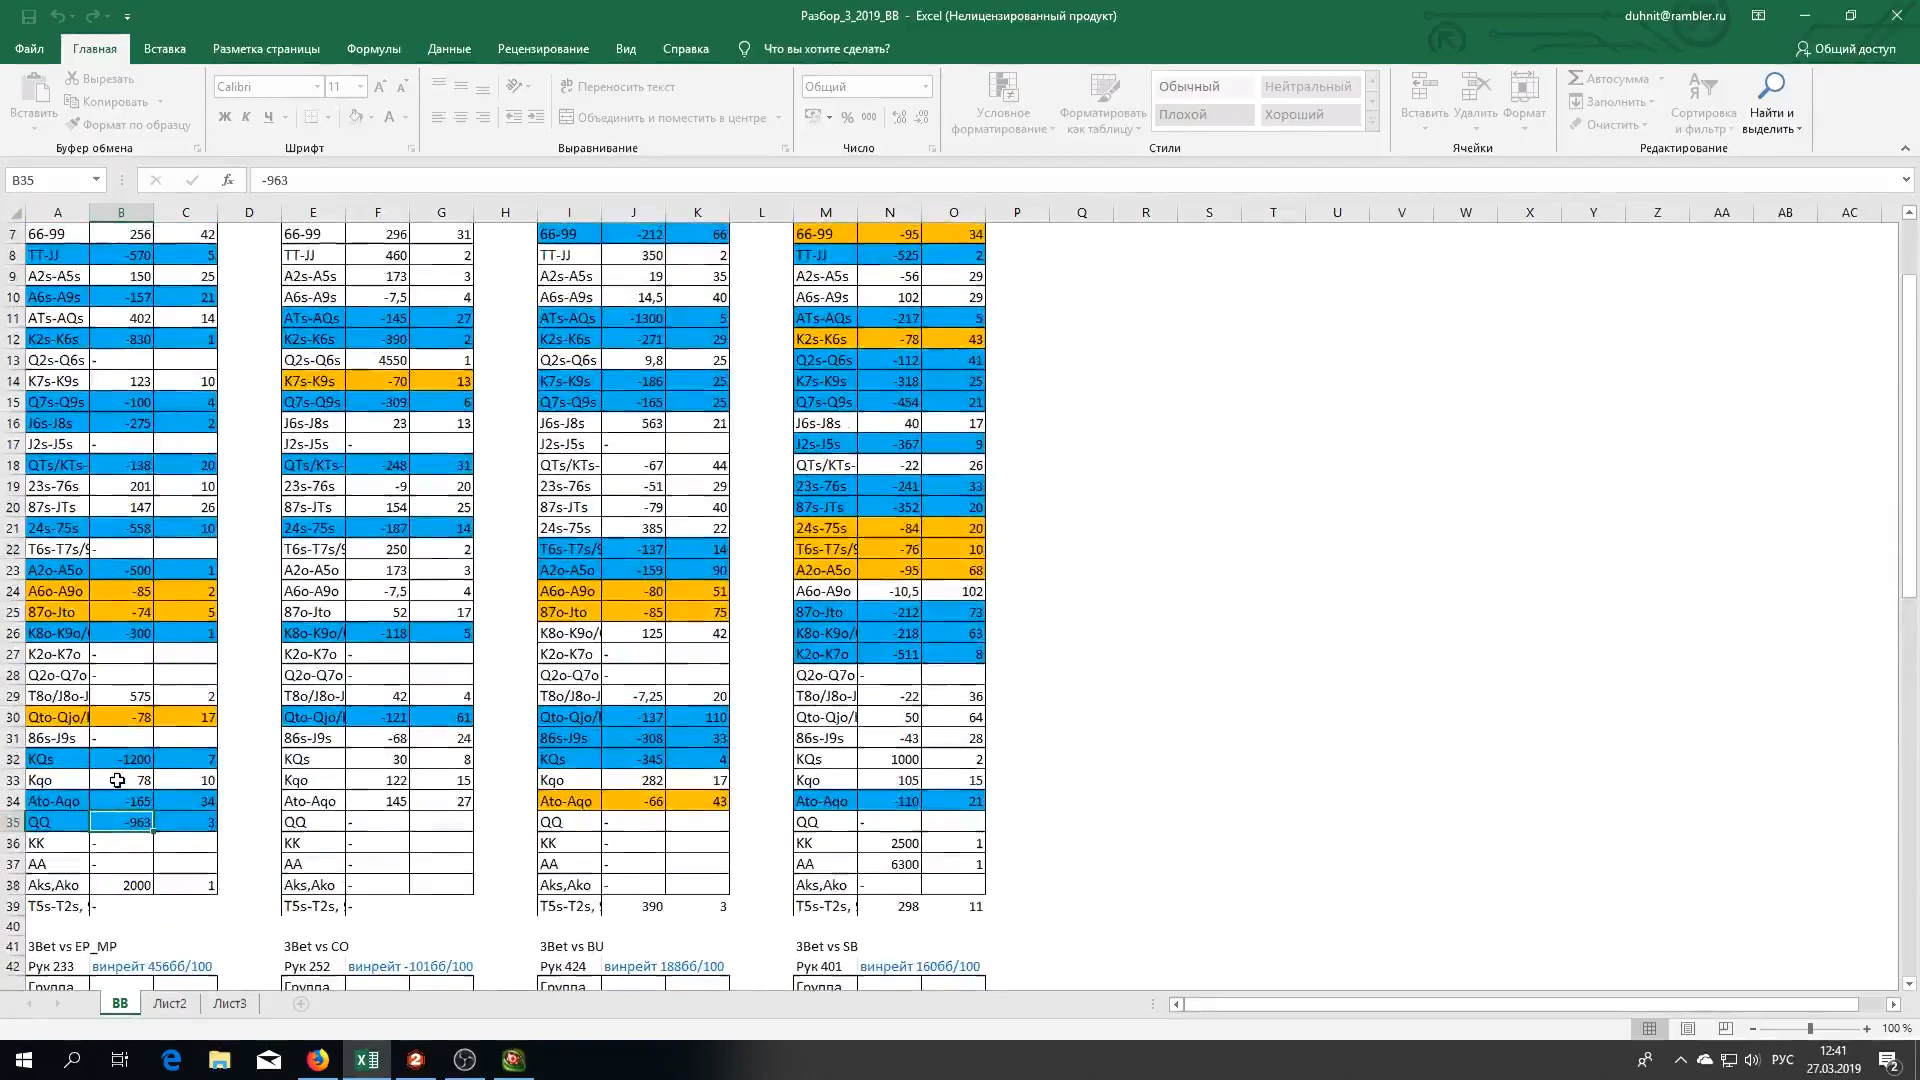 Разбор_3_2019_BB - Excel (Нелицензированный продукт)
duhnit@rambler.ru
Файл Главная Вставка Разметка страницы Формулы Данные Рецензирование Вид Справка Что вы хотите сделать? Общий доступ
Вставить
Вырезать
Копировать
Формат по образцу
Буфер обмена
Calibri 11
Ж К Ч
Шрифт
Переносить текст
Объединить и поместить в центре
Выравнивание
Общий
% 000
Число
Условное форматирование
Форматировать как таблицу
Обычный Нейтральный
Плохой Хороший
Стили
Вставить Удалить Формат
Ячейки
Автосумма
Заполнить
Очистить
Сортировка и фильтр
Найти и выделить
Редактирование
B35 fx -963
A B C D E F G H I J K L M N O P Q R S T U V W X Y Z AA AB AC
7 66-99 256 42 66-99 296 31 66-99 -212 66 66-99 -95 34
8 TT-JJ -570 5 TT-JJ 460 2 TT-JJ 350 2 TT-JJ -525 2
9 A2s-A5s 150 25 A2s-A5s 173 3 A2s-A5s 19 35 A2s-A5s -56 29
10 A6s-A9s -157 21 A6s-A9s -7,5 4 A6s-A9s 14,5 40 A6s-A9s 102 29
11 ATs-AQs 402 14 ATs-AQs -145 27 ATs-AQs -1300 5 ATs-AQs -217 5
12 K2s-K6s -830 1 K2s-K6s -390 2 K2s-K6s -271 29 K2s-K6s -78 43
13 Q2s-Q6s - Q2s-Q6s 4550 1 Q2s-Q6s 9,8 25 Q2s-Q6s -112 41
14 K7s-K9s 123 10 K7s-K9s -70 13 K7s-K9s -186 25 K7s-K9s -318 25
15 Q7s-Q9s -100 4 Q7s-Q9s -309 6 Q7s-Q9s -165 25 Q7s-Q9s -454 21
16 J6s-J8s -275 2 J6s-J8s 23 13 J6s-J8s 563 21 J6s-J8s 40 17
17 J2s-J5s - J2s-J5s - J2s-J5s - J2s-J5s -367 9
18 QTs/KTs- -138 20 QTs/KTs- -248 31 QTs/KTs- -67 44 QTs/KTs- -22 26
19 23s-76s 201 10 23s-76s -9 20 23s-76s -51 29 23s-76s -241 33
20 87s-JTs 147 26 87s-JTs 154 25 87s-JTs -79 40 87s-JTs -352 20
21 24s-75s -558 10 24s-75s -187 14 24s-75s 385 22 24s-75s -84 20
22 T6s-T7s/9 - T6s-T7s/9 250 2 T6s-T7s/9 -137 14 T6s-T7s/9 -76 10
23 A2o-A5o -500 1 A2o-A5o 173 3 A2o-A5o -159 90 A2o-A5o -95 68
24 A6o-A9o -85 2 A6o-A9o -7,5 4 A6o-A9o -80 51 A6o-A9o -10,5 102
25 87o-Jto -74 5 87o-Jto 52 17 87o-Jto -85 75 87o-Jto -212 73
26 K8o-K9o/ -300 1 K8o-K9o/ -118 5 K8o-K9o/ 125 42 K8o-K9o/ -218 63
27 K2o-K7o - K2o-K7o - K2o-K7o - K2o-K7o -511 8
28 Q2o-Q7o - Q2o-Q7o - Q2o-Q7o - Q2o-Q7o -
29 T8o/J8o-J 575 2 T8o/J8o-J 42 4 T8o/J8o-J -7,25 20 T8o/J8o-J -22 36
30 Qto-Qjo/ -78 17 Qto-Qjo/ -121 61 Qto-Qjo/ -137 110 Qto-Qjo/ 50 64
31 86s-J9s - 86s-J9s -68 24 86s-J9s -308 33 86s-J9s -43 28
32 KQs -1200 7 KQs 30 8 KQs -345 4 KQs 1000 2
33 Kqo 78 10 Kqo 122 15 Kqo 282 17 Kqo 105 15
34 Ato-Aqo -165 34 Ato-Aqo 145 27 Ato-Aqo -66 43 Ato-Aqo -110 21
35 QQ -963 3 QQ - QQ - QQ -
36 KK - KK - KK - KK 2500 1
37 AA - AA - AA - AA 6300 1
38 Aks,Ako 2000 1 Aks,Ako - Aks,Ako - Aks,Ako -
39 T5s-T2s, - T5s-T2s, - T5s-T2s, 390 3 T5s-T2s, 298 11
40
41 3Bet vs EP_MP 3Bet vs CO 3Bet vs BU 3Bet vs SB
42 Рук 233 винрейт 456бб/100 Рук 252 винрейт -101бб/100 Рук 424 винрейт 188бб/100 Рук 401 винрейт 160бб/100
Группа Группа Группа Группа
BB Лист2 Лист3
100 %
РУС
12:41
27.03.2019
2